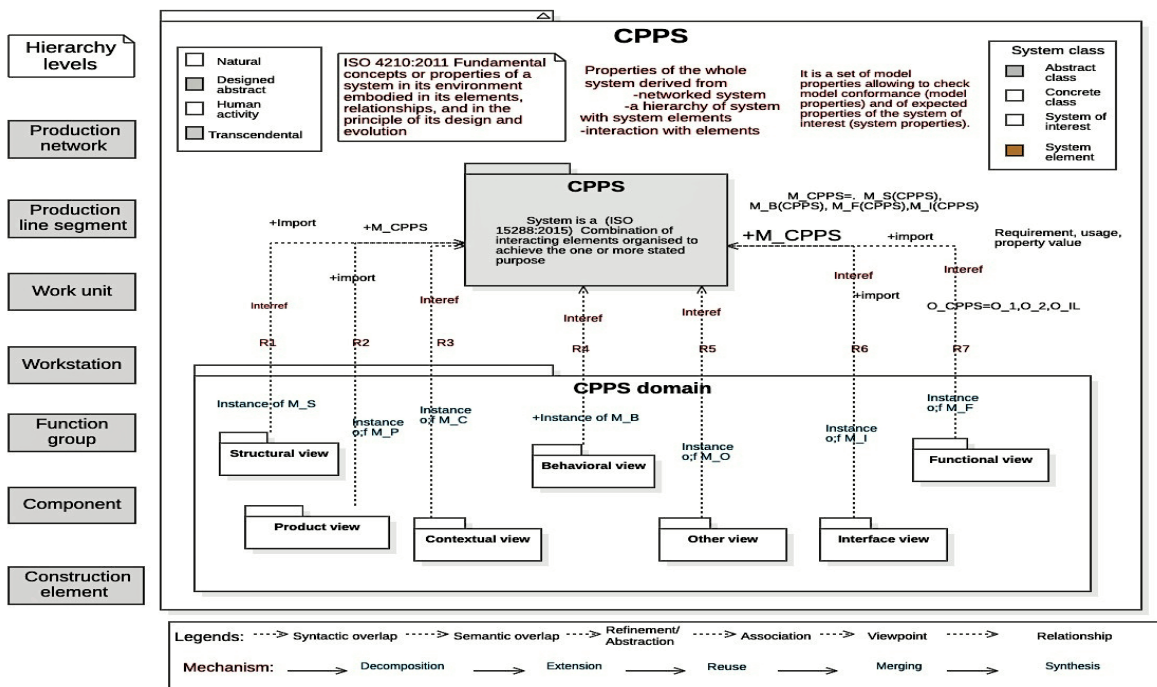 CPPS
Hierarchy
levels
Production
network
Production
line segment
Work unit
Workstation
Function
group
Component
Construction
element
Natural
Designed
abstract
Human
activity
Transcendental
ISO 4210:2011 Fundamental
concepts or properties of a
system in its environment
embodied in its elements,
relationships, and in the
principle of its design and
evolution
Properties of the whole
system derived from
-networked system
-a hierarchy of system
with system elements
-interaction with elements
It is a set of model
properties allowing to check
model conformance (model
properties) and of expected
properties of the system of
interest (system properties).
System class
Abstract
class
Concrete
class
System of
interest
System
element
CPPS
System is a (ISO
15288:2015) Combination of
interacting elements organised to
achieve the one or more stated
purpose
M_CPPS=. M_S(CPPS),
M_B(CPPS), M_F(CPPS),M_I(CPPS)
+Import
+M_CPPS
+import
+M_CPPS
+import
Requirement, usage,
property value
Interref
Interef
Interef
Interef
Interef
+import
Interef
O_CPPS=O_1,O_2,O_IL
R1
R2
R3
R4
R5
R6
R7
CPPS domain
Instance of M_S
Instance
o;f M_P
Instance
o;f M_C
+Instance of M_B
Instance
o;f M_O
Instance
o;f M_I
Instance
o;f M_F
Structural view
Behavioral view
Functional view
Product view
Contextual view
Other view
Interface view
Legends: Syntactic overlap Semantic overlap Refinement/
Abstraction Association Viewpoint Relationship
Mechanism: Decomposition Extension Reuse Merging Synthesis